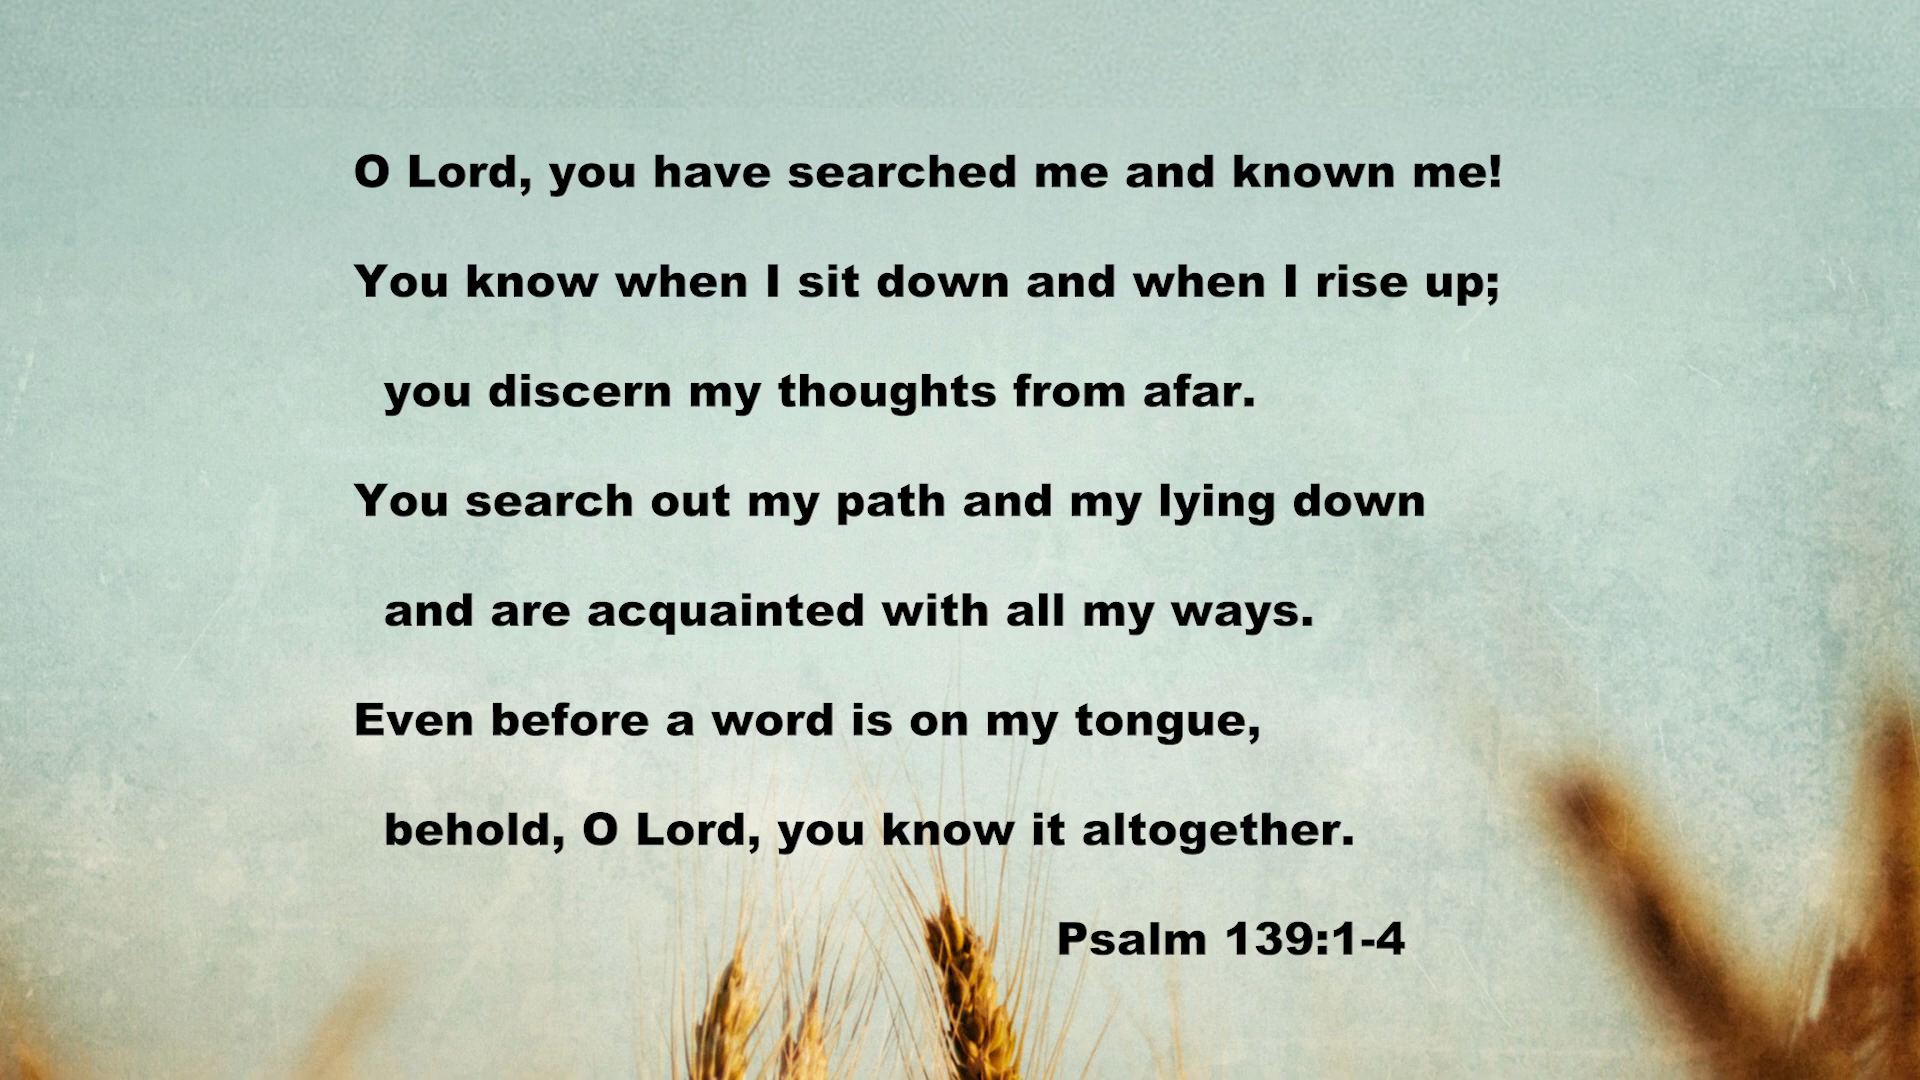 O Lord, you have searched me and known me!
You know when I sit down and when I rise up;
you discern my thoughts from afar.
You search out my path and my lying down
and are acquainted with all my ways.
Even before a word is on my tongue,
behold, O Lord, you know it altogether.
Psalm 139:1-4